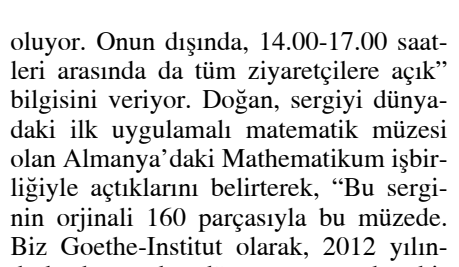 oluyor. Onun dışında, 14.00-17.00 saat-
leri arasında da tüm ziyaretçilere açık”
bilgisini veriyor. Doğan, sergiyi dünya-
daki ilk uygulamalı matematik müzesi
olan Almanya’daki Mathematikum işbir-
liğiyle açtıklarını belirterek, “Bu sergi-
nin orjinali 160 parçasıyla bu müzede.
Biz Goethe-Institut olarak, 2012 yılın-